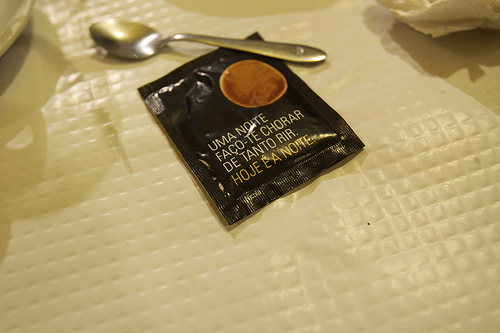 UMA NOITE
FAÇO-TE CHORAR
DE TANTO RIR.
HOJE É A NOITE.